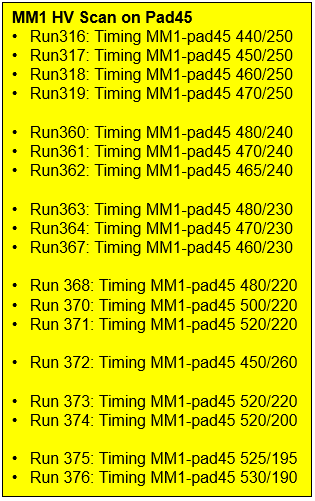 MM1 HV Scan on Pad45
• Run316: Timing MM1-pad45 440/250
• Run317: Timing MM1-pad45 450/250
• Run318: Timing MM1-pad45 460/250
• Run319: Timing MM1-pad45 470/250
• Run360: Timing MM1-pad45 480/240
• Run361: Timing MM1-pad45 470/240
• Run362: Timing MM1-pad45 465/240
• Run363: Timing MM1-pad45 480/230
• Run364: Timing MM1-pad45 470/230
• Run367: Timing MM1-pad45 460/230
• Run 368: Timing MM1-pad45 480/220
• Run 370: Timing MM1-pad45 500/220
• Run 371: Timing MM1-pad45 520/220
• Run 372: Timing MM1-pad45 450/260
• Run 373: Timing MM1-pad45 520/220
• Run 374: Timing MM1-pad45 520/200
• Run 375: Timing MM1-pad45 525/195
• Run 376: Timing MM1-pad45 530/190